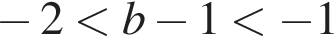 − 2 < b − 1 < −1